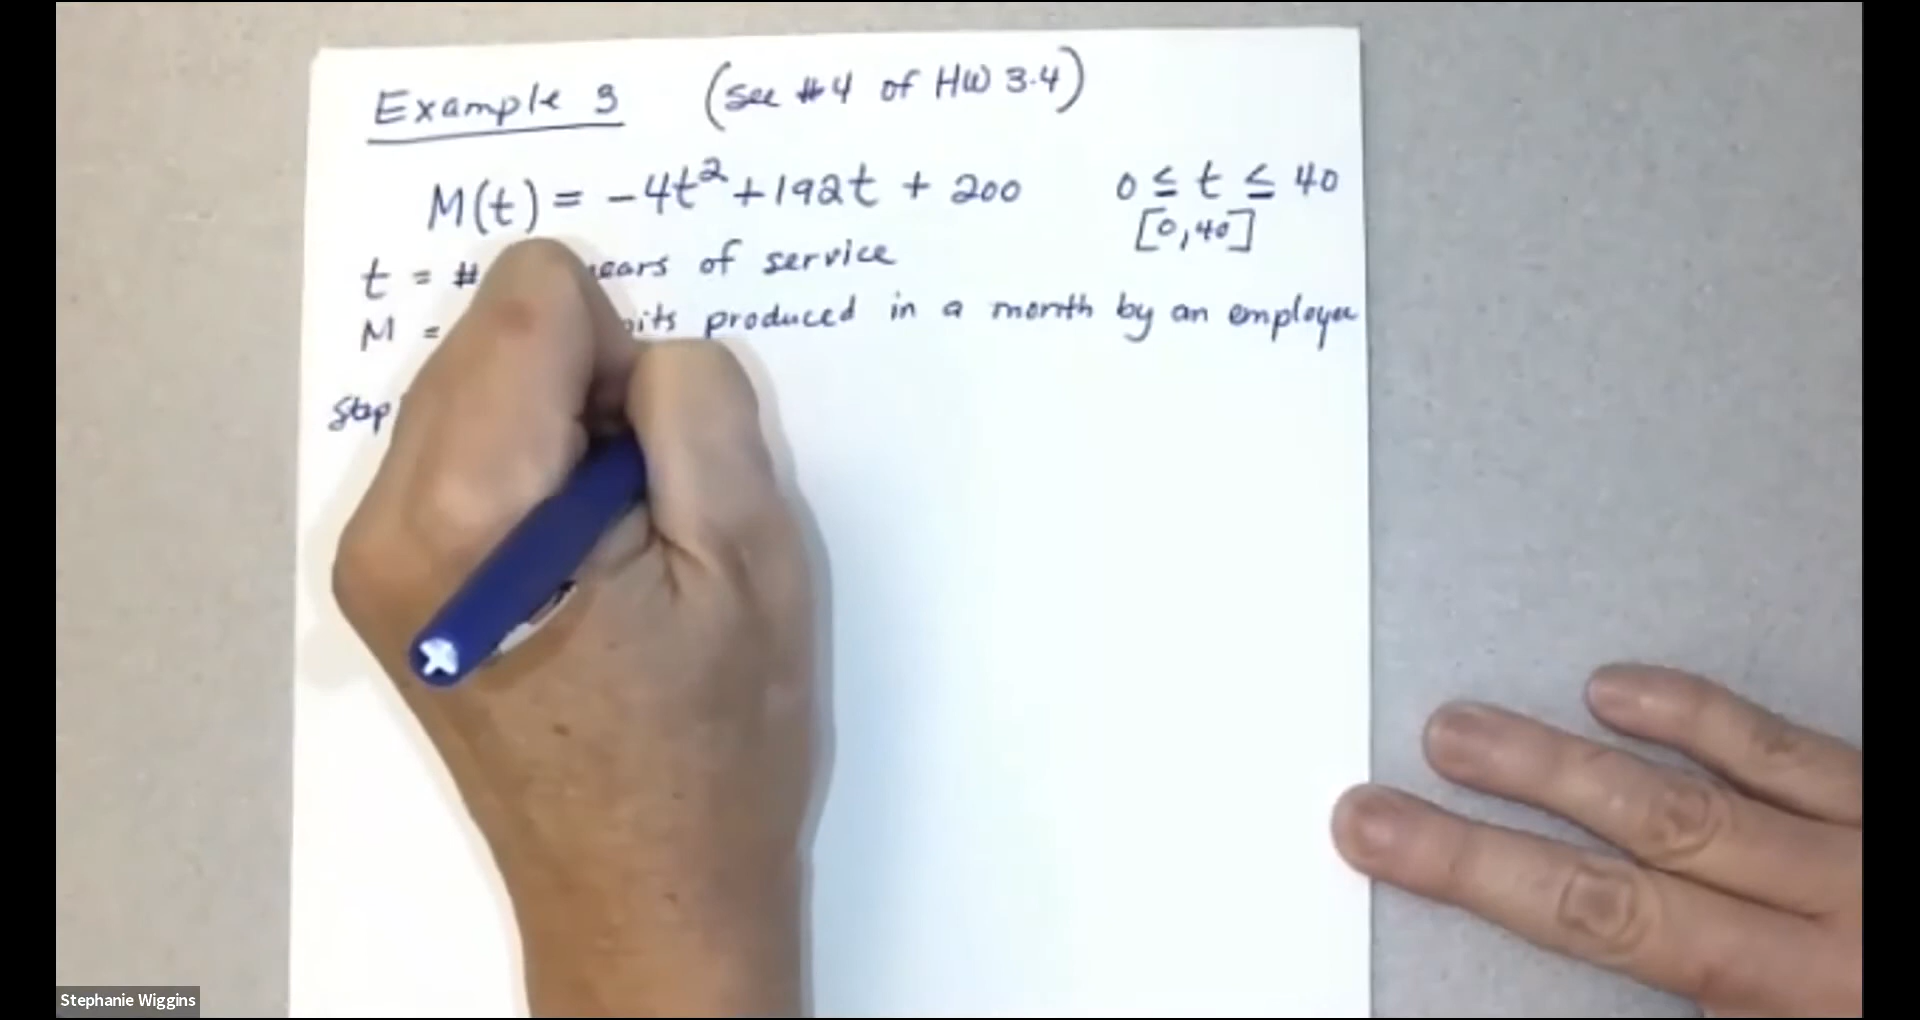 Example 3 (see #4 of HW 3.4)
M(t) = -4t² + 192t + 200 0 ≤ t ≤ 40
[0,40]
t = # years of service
M = produced in a month by an employee
Step
Stephanie Wiggins